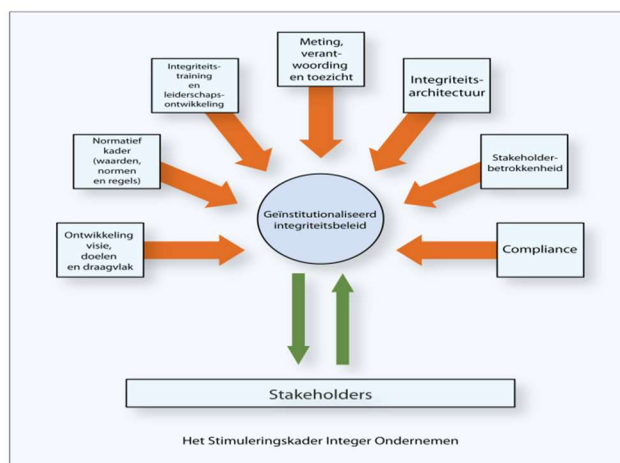 Meting,
verant-
woording
en toezicht
Integriteits-
training
en
leiderschaps-
ontwikkeling
Integriteits-
architectuur
Normatief
kader
(waarden,
normen
en regels)
Stakeholder-
betrokkenheid
Geïnstitutionaliseerd
integriteitsbeleid
Ontwikkeling
visie,
doelen
en draagvlak
Compliance
Stakeholders
Het Stimuleringskader Integer Ondernemen